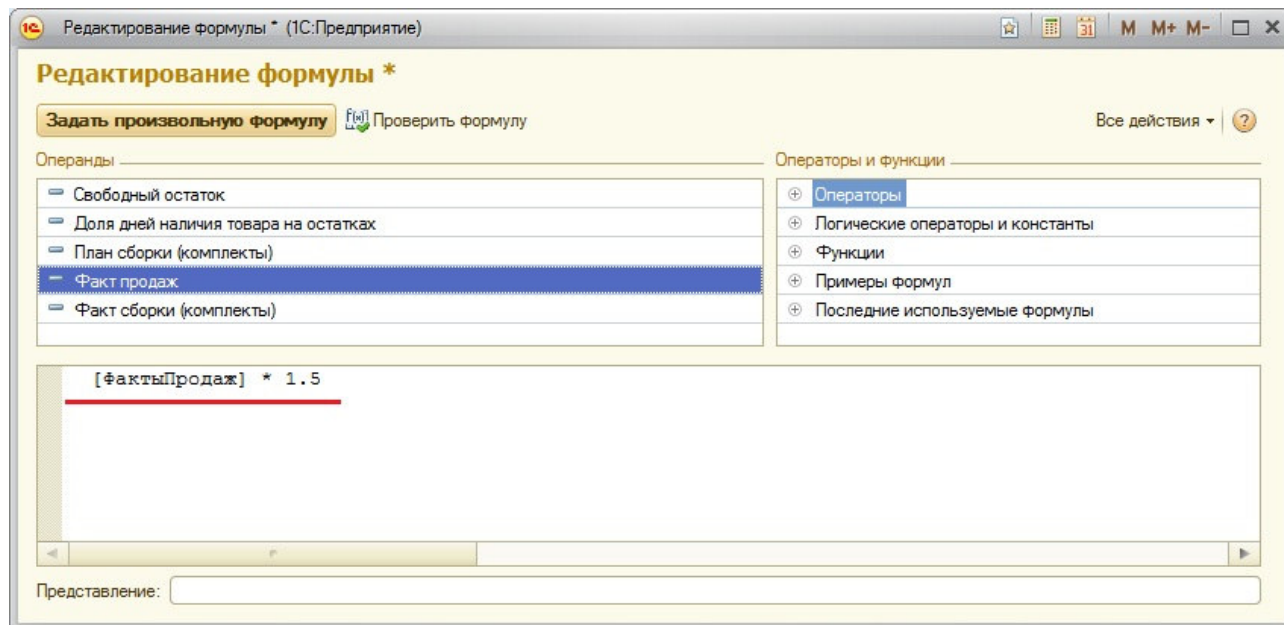 1С Редактирование формулы * (1С:Предприятие) 31 M M+ M-
Редактирование формулы *
Задать произвольную формулу f(x) Проверить формулу Все действия ?
Операнды Операторы и функции
Свободный остаток
Доля дней наличия товара на остатках
План сборки (комплекты)
Факт продаж
Факт сборки (комплекты)
Операторы
Логические операторы и константы
Функции
Примеры формул
Последние используемые формулы
[ФактыПродаж] * 1.5
Представление: